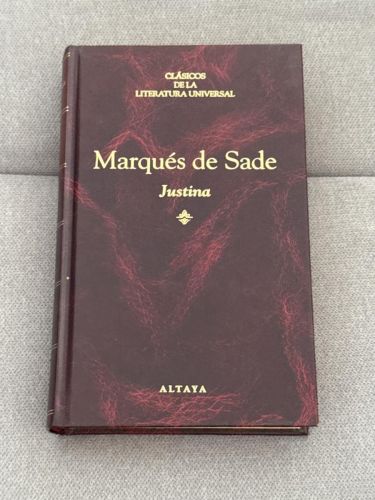 CLÁSICOS
DE LA
LITERATURA UNIVERSAL
Marqués de Sade
Justina
ALTAYA